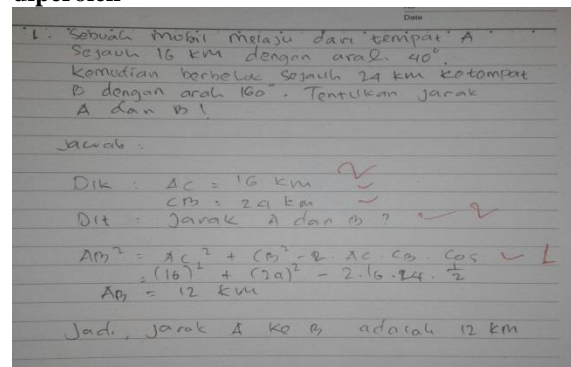 diperoleh
Date
1. Sebuah mobil melaju dari tempat A
Sejauh 16 km dengan arah 40°.
Kemudian berbelok sejauh 24 km ketempat
B dengan arah 160°. Tentukan jarak
A dan B!
Jawab :
Dik : AC = 16 km 2
CB = 24 km
Dit : Jarak A dan B ? 2
AB² = AC² + CB² - 2. AC. CB. Cos 1
= (16)² + (24)² - 2.16.24. 1/2
AB = 12 km
Jadi, jarak A ke B adalah 12 km